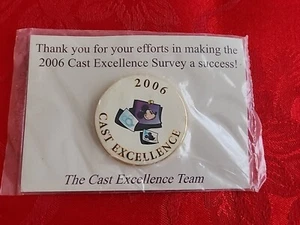 Thank you for your efforts in making the
2006 Cast Excellence Survey a success!
2006
CAST EXCELLENCE
The Cast Excellence Team